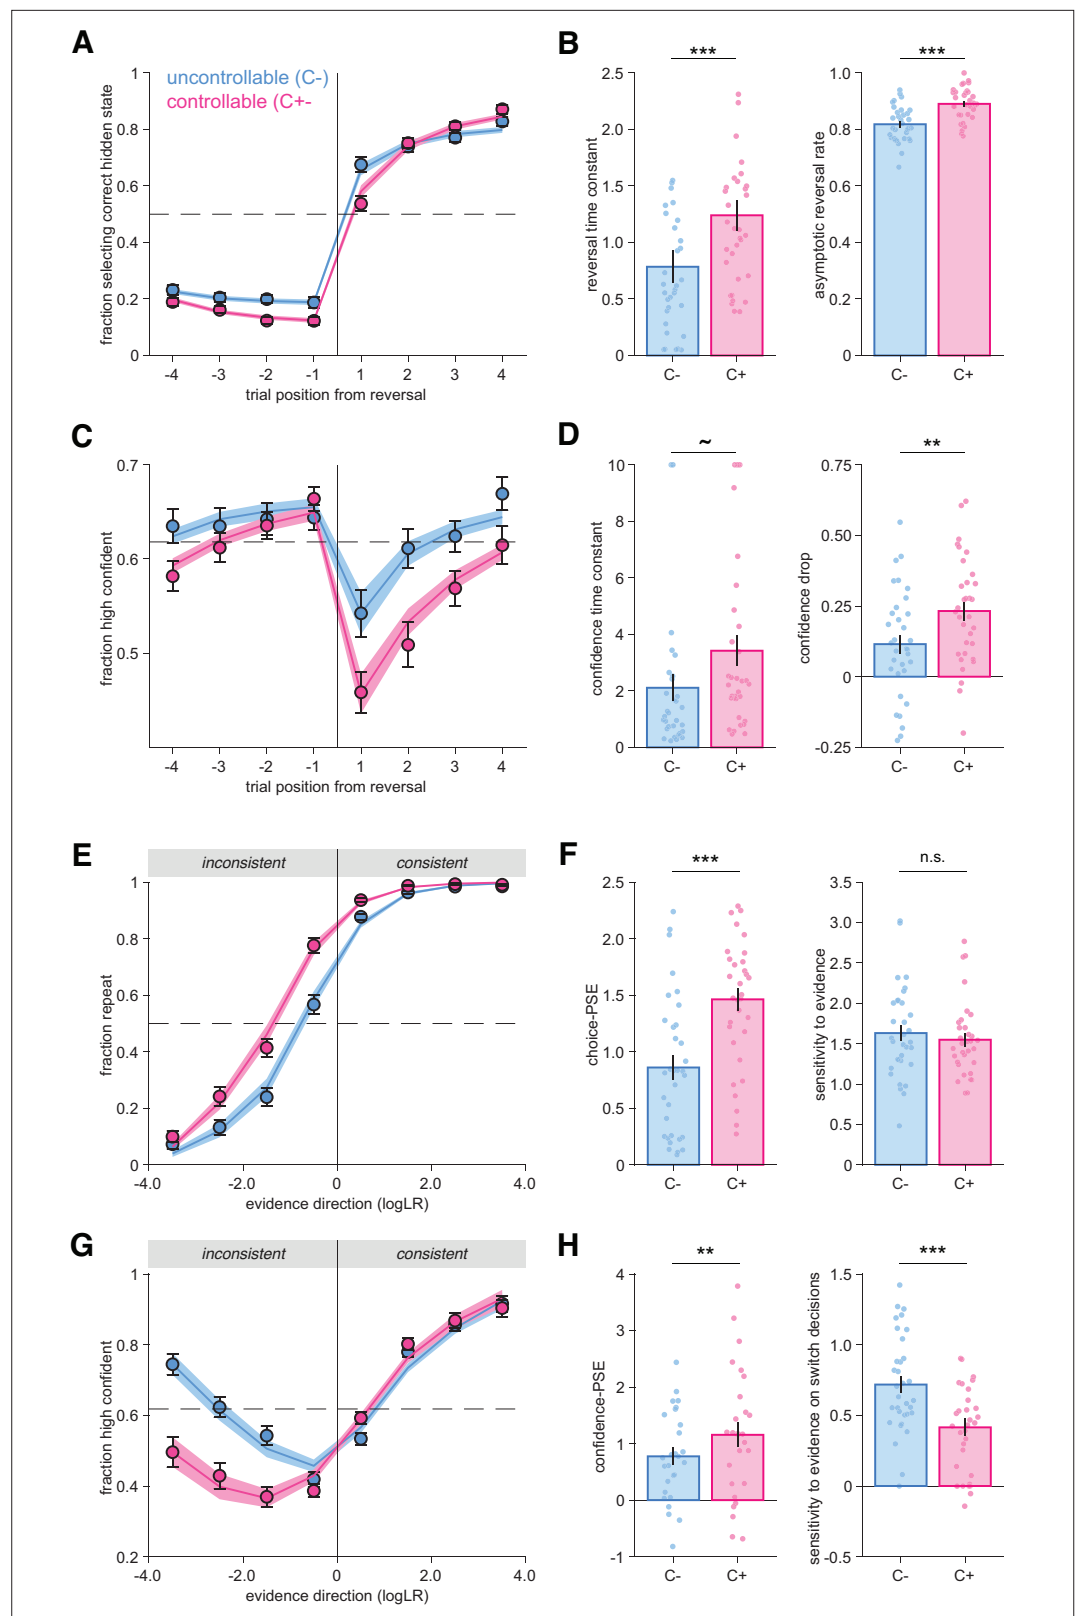 A
uncontrollable (C-)
controllable (C+-
fraction selecting correct hidden state
1
0.8
0.6
0.4
0.2
0
-4 -3 -2 -1 1 2 3 4
trial position from reversal
B
***
reversal time constant
2.5
2.0
1.5
1.0
0.5
0
C- C+
***
asymptotic reversal rate
1.0
0.8
0.6
0.4
0.2
0
C- C+
C
fraction high confident
0.7
0.6
0.5
-4 -3 -2 -1 1 2 3 4
trial position from reversal
D
~
confidence time constant
10
8
6
4
2
0
C- C+
**
confidence drop
0.75
0.50
0.25
0
-0.25
C- C+
E
inconsistent consistent
fraction repeat
1
0.8
0.6
0.4
0.2
0
-4.0 -2.0 0 2.0 4.0
evidence direction (logLR)
F
***
choice-PSE
2.5
2.0
1.5
1.0
0.5
0
C- C+
n.s.
sensitivity to evidence
3.5
3.0
2.5
2.0
1.5
1.0
0.5
0
C- C+
G
inconsistent consistent
fraction high confident
1
0.8
0.6
0.4
0.2
-4.0 -2.0 0 2.0 4.0
evidence direction (logLR)
H
**
confidence-PSE
4
3
2
1
0
-1
C- C+
***
sensitivity to evidence on switch decisions
1.5
1.0
0.5
0
-0.5
C- C+